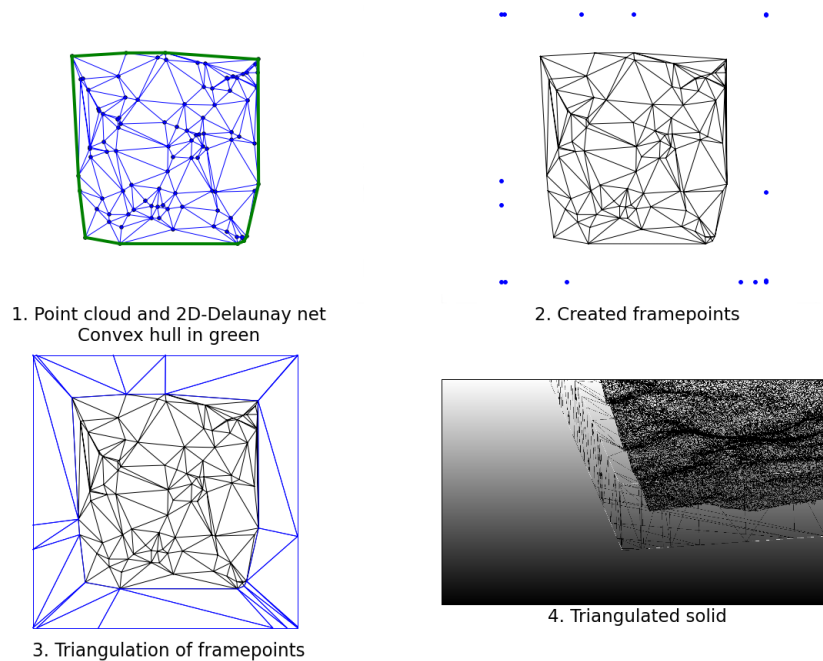 1. Point cloud and 2D-Delaunay net
Convex hull in green
2. Created framepoints
3. Triangulation of framepoints
4. Triangulated solid